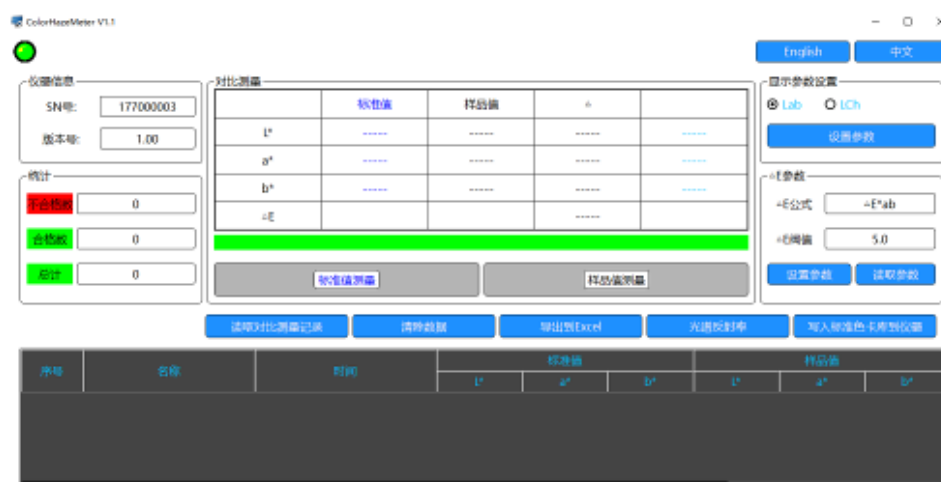 ColorHazeMeter V1.1
English 中文
仪器信息 对比测量 显示参数设置
SN号: 177000003
标准值 样品值 △
Lab LCh
版本号: 1.00
L* ----- ----- ----- -----
设置参数
a* ----- ----- -----
统计
b* ----- ----- ----- -----
△E参数
不合格数 0
△E -----
△E公式 △E*ab
合格数 0
△E阈值 5.0
总计 0
标准值测量 样品值测量
设置参数 读取参数
读取对比测量记录 清除数据 导出到Excel 光谱反射率 写入标准色卡库到仪器
序号 名称 时间 标准值 样品值
L* a* b* L* a* b*